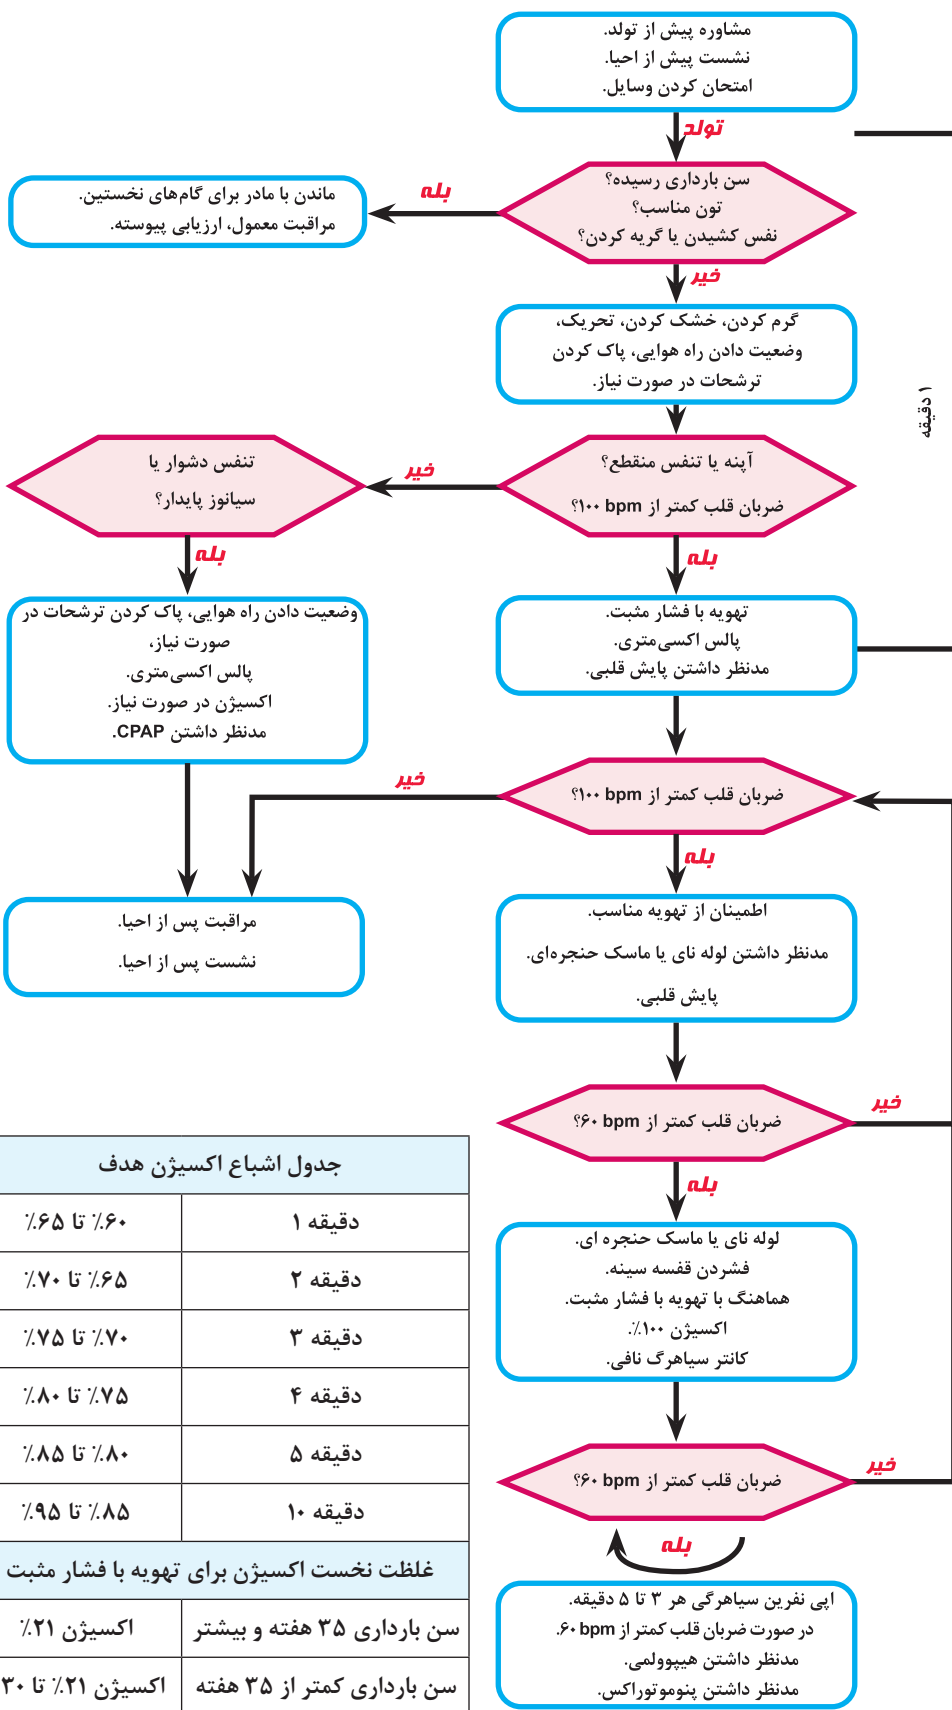 مشاوره پیش از تولد.
نشست پیش از احیا.
امتحان کردن وسایل.
تولد
سن بارداری رسیده؟
تون مناسب؟
نفس کشیدن یا گریه کردن؟
بله
ماندن با مادر برای گام‌های نخستین.
مراقبت معمول، ارزیابی پیوسته.
خیر
گرم کردن، خشک کردن، تحریک،
وضعیت دادن راه هوایی، پاک کردن
ترشحات در صورت نیاز.
۱ دقیقه
آپنه یا تنفس منقطع؟
ضربان قلب کمتر از ۱۰۰ bpm؟
خیر
تنفس دشوار یا
سیانوز پایدار؟
بله
بله
تهویه با فشار مثبت.
پالس اکسی‌متری.
مدنظر داشتن پایش قلبی.
وضعیت دادن راه هوایی، پاک کردن ترشحات در
صورت نیاز،
پالس اکسی‌متری.
اکسیژن در صورت نیاز.
مدنظر داشتن CPAP.
ضربان قلب کمتر از ۱۰۰ bpm؟
خیر
بله
اطمینان از تهویه مناسب.
مدنظر داشتن لوله نای یا ماسک حنجره‌ای.
پایش قلبی.
مراقبت پس از احیا.
نشست پس از احیا.
ضربان قلب کمتر از ۶۰ bpm؟
خیر
بله
لوله نای یا ماسک حنجره ای.
فشردن قفسه سینه.
هماهنگ با تهویه با فشار مثبت.
اکسیژن ۱۰۰٪.
کانتر سیاهرگ نافی.
ضربان قلب کمتر از ۶۰ bpm؟
خیر
بله
اپی نفرین سیاهرگی هر ۳ تا ۵ دقیقه.
در صورت ضربان قلب کمتر از ۶۰ bpm.
مدنظر داشتن هیپوولمی.
مدنظر داشتن پنوموتوراکس.
جدول اشباع اکسیژن هدف
دقیقه ۱ ۶۰٪ تا ۶۵٪
دقیقه ۲ ۶۵٪ تا ۷۰٪
دقیقه ۳ ۷۰٪ تا ۷۵٪
دقیقه ۴ ۷۵٪ تا ۸۰٪
دقیقه ۵ ۸۰٪ تا ۸۵٪
دقیقه ۱۰ ۸۵٪ تا ۹۵٪
غلظت نخست اکسیژن برای تهویه با فشار مثبت
سن بارداری ۳۵ هفته و بیشتر اکسیژن ۲۱٪
سن بارداری کمتر از ۳۵ هفته اکسیژن ۲۱٪ تا ۳۰